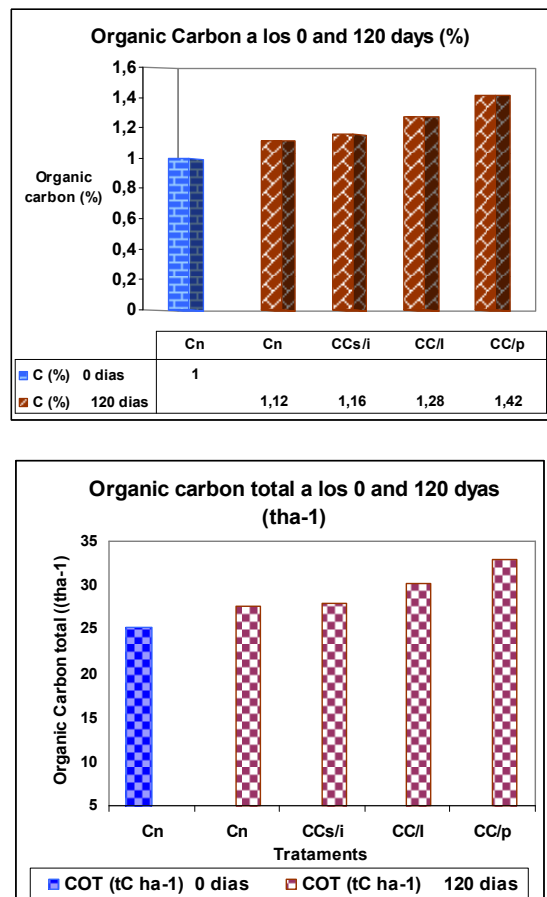 Organic Carbon a los 0 and 120 days (%)
1,6
1,4
1,2
1
0,8
0,6
0,4
0,2
0
Organic
carbon (%)
Cn Cn CCs/i CC/l CC/p
C (%) 0 dias 1
C (%) 120 dias 1,12 1,16 1,28 1,42
Organic carbon total a los 0 and 120 dyas
(tha-1)
Organic Carbon total ((tha-1)
35
30
25
20
15
10
5
Cn Cn CCs/i CC/l CC/p
Trataments
COT (tC ha-1) 0 dias COT (tC ha-1) 120 dias